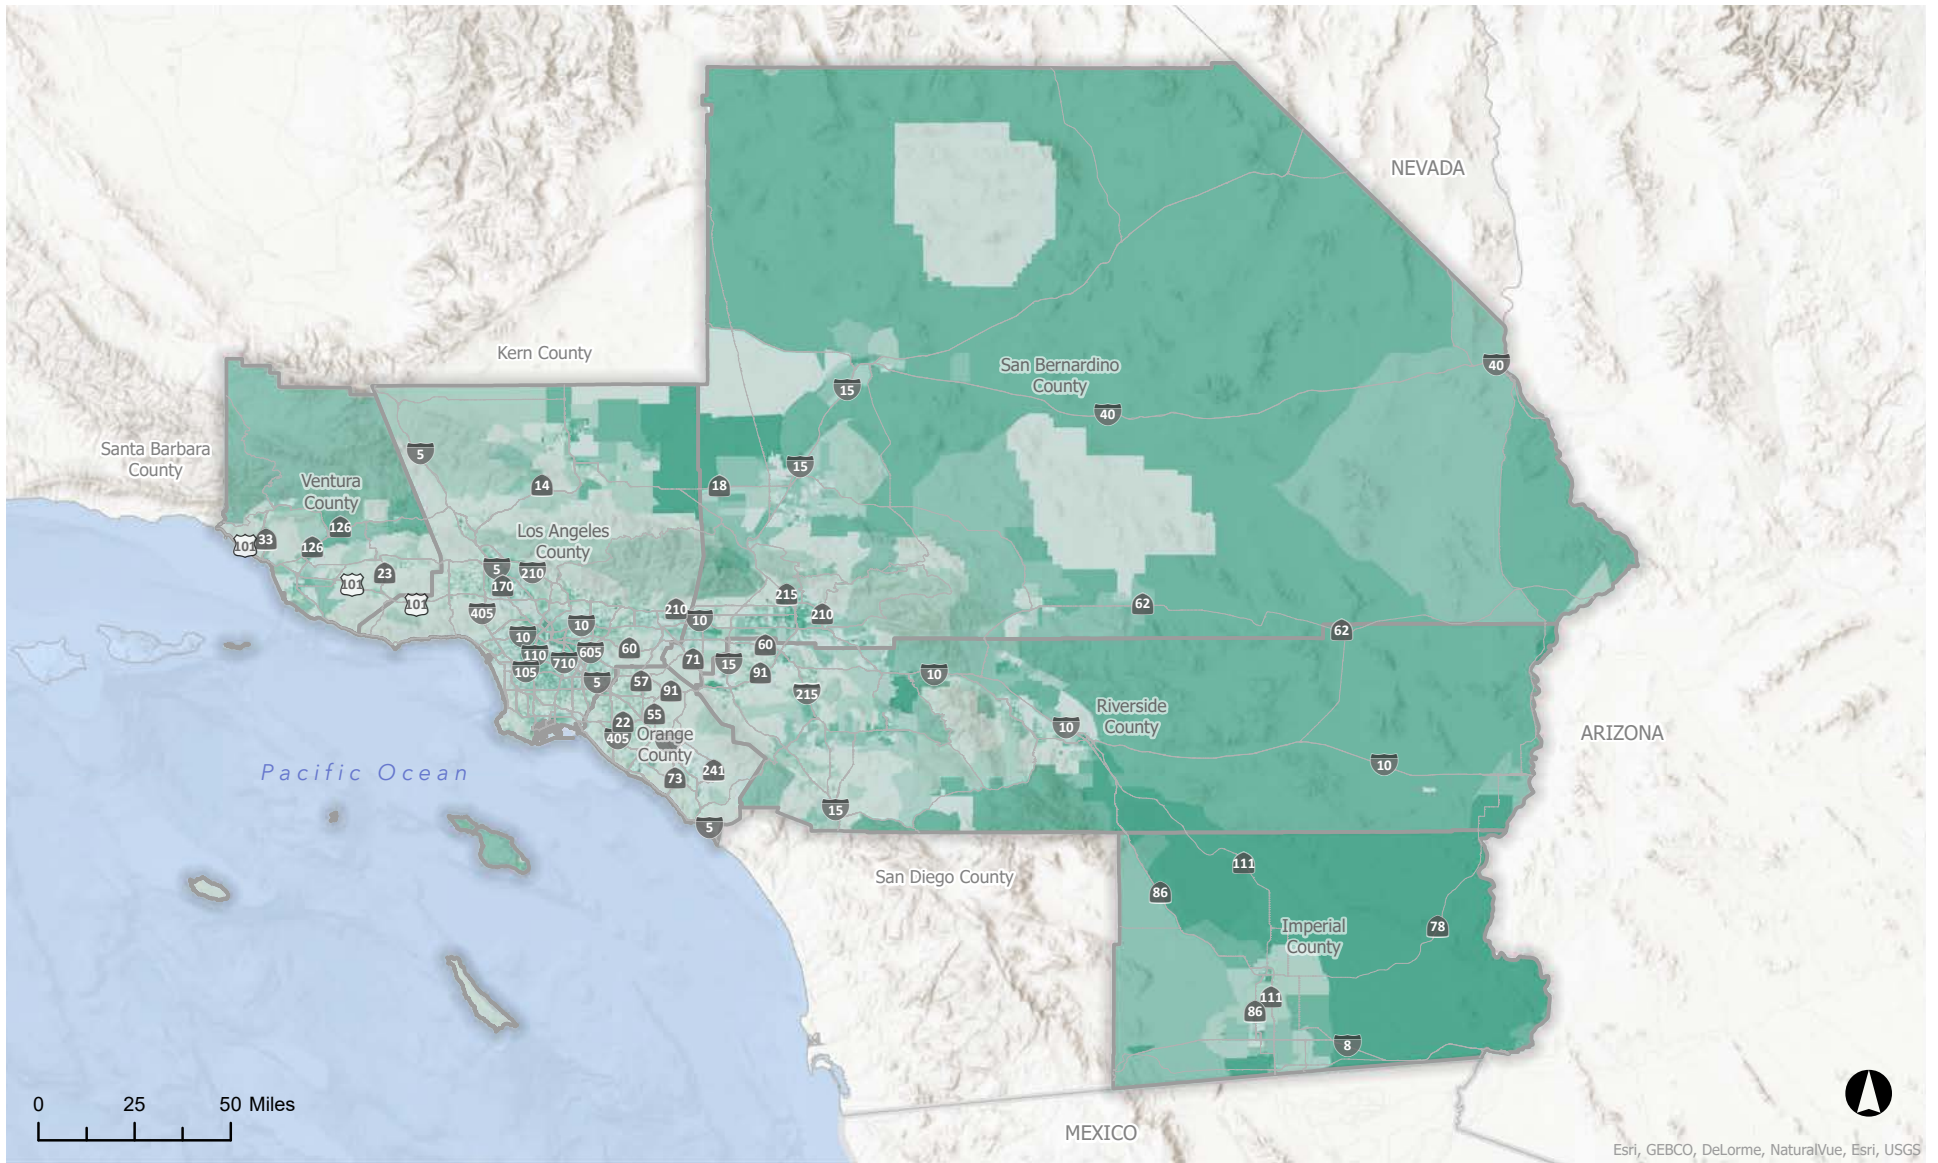 NEVADA
Kern County
San Bernardino
County
40
15
40
Santa Barbara
County
5
15
Ventura
County
14
18
126
Los Angeles
County
33
101
126
5
210
23
101
170
215
101
405
210
10
210
62
10
10
62
110
605
60
60
105
710
71
15
91
10
5
57
91
215
Riverside
County
55
22
10
ARIZONA
405
Orange
County
10
Pacific Ocean
73
241
15
5
111
San Diego County
86
Imperial
County
78
111
86
8
0 25 50 Miles
MEXICO
Esri, GEBCO, DeLorme, NaturalVue, Esri, USGS